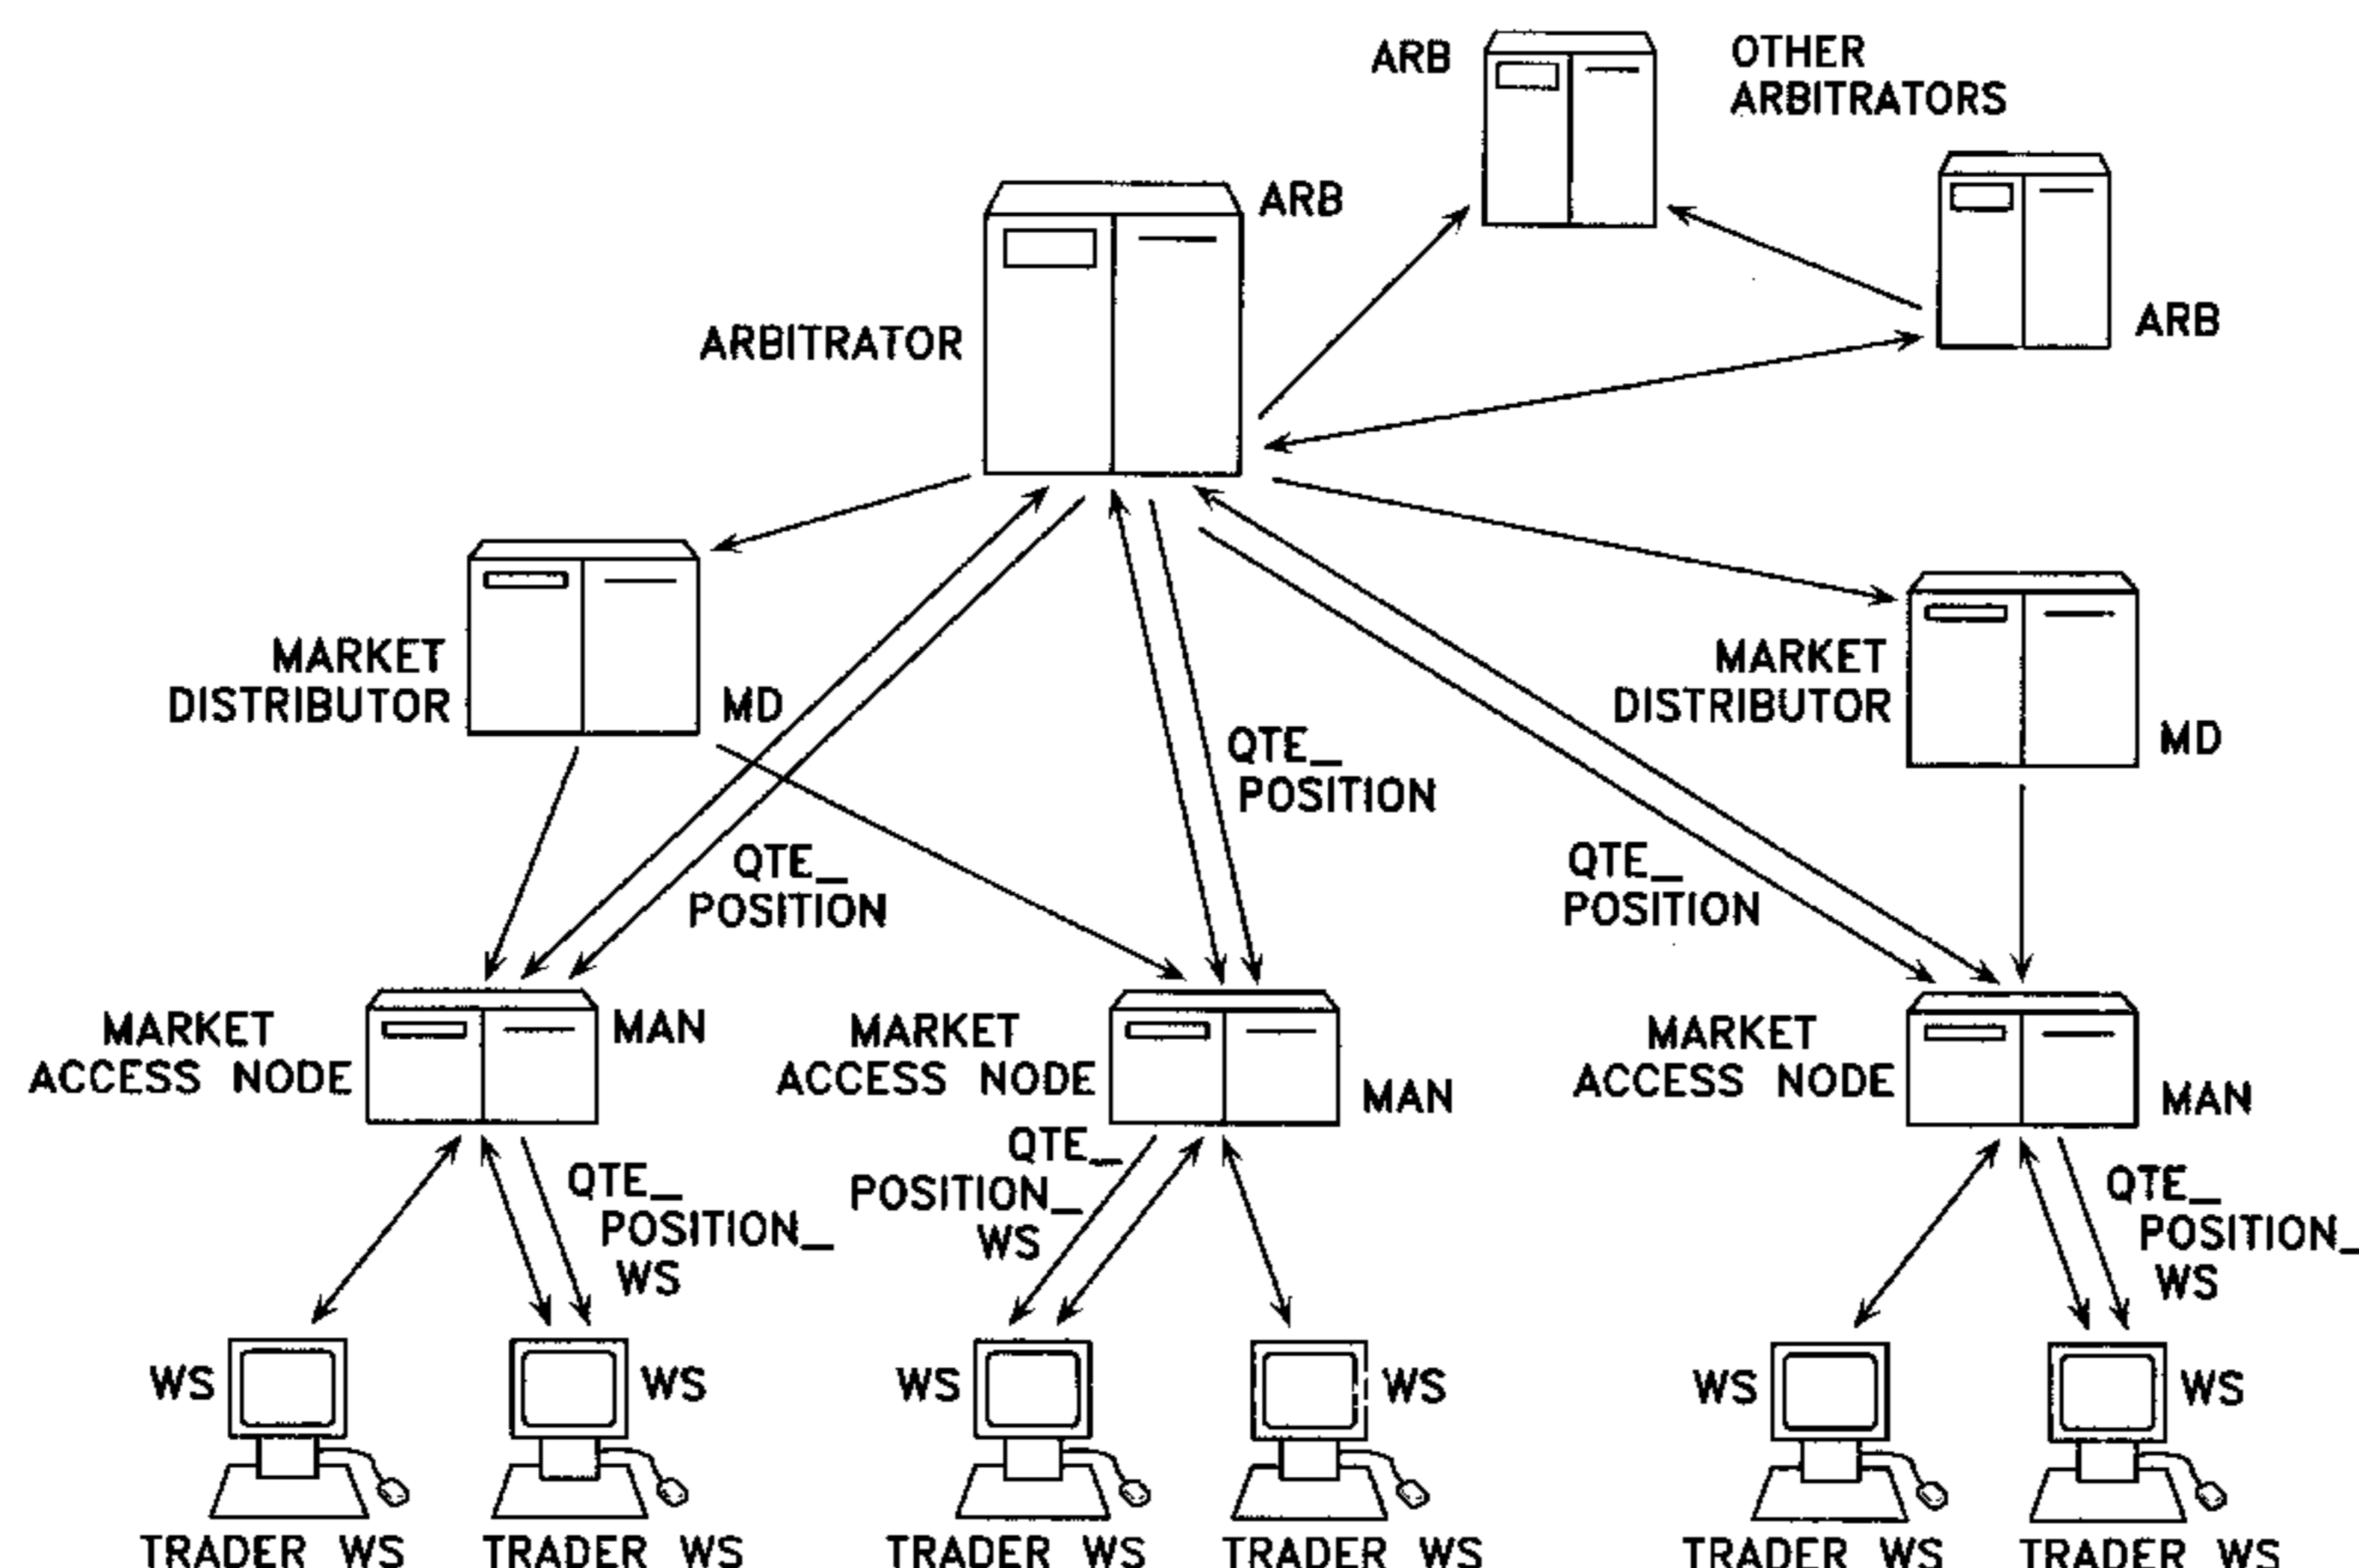 ARB
OTHER
ARBITRATORS
ARB
ARBITRATOR
ARB
MARKET
DISTRIBUTOR
MD
MARKET
DISTRIBUTOR
MD
QTE_
POSITION
QTE_
POSITION
QTE_
POSITION
MARKET
ACCESS NODE
MAN
MARKET
ACCESS NODE
MAN
MARKET
ACCESS NODE
MAN
QTE_
POSITION_
WS
QTE_
POSITION_
WS
QTE_
POSITION_
WS
WS
WS
WS
WS
WS
WS
TRADER WS
TRADER WS
TRADER WS
TRADER WS
TRADER WS
TRADER WS